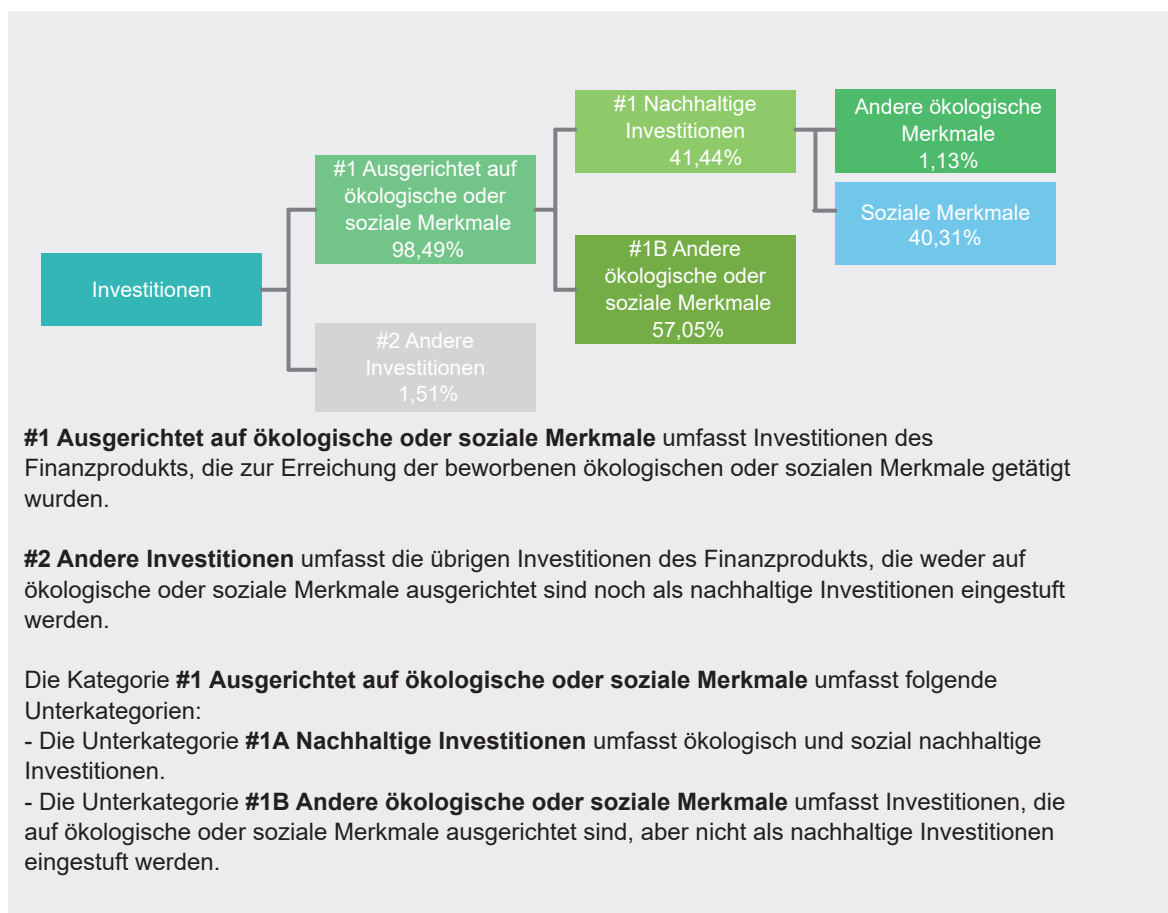 #1 Nachhaltige
Investitionen
41,44%
Andere ökologische
Merkmale
1,13%
#1 Ausgerichtet auf
ökologische oder
soziale Merkmale
98,49%
Soziale Merkmale
40,31%
#1B Andere
ökologische oder
soziale Merkmale
57,05%
Investitionen
#2 Andere
Investitionen
1,51%
#1 Ausgerichtet auf ökologische oder soziale Merkmale umfasst Investitionen des
Finanzprodukts, die zur Erreichung der beworbenen ökologischen oder sozialen Merkmale getätigt
wurden.
#2 Andere Investitionen umfasst die übrigen Investitionen des Finanzprodukts, die weder auf
ökologische oder soziale Merkmale ausgerichtet sind noch als nachhaltige Investitionen eingestuft
werden.
Die Kategorie #1 Ausgerichtet auf ökologische oder soziale Merkmale umfasst folgende
Unterkategorien:
- Die Unterkategorie #1A Nachhaltige Investitionen umfasst ökologisch und sozial nachhaltige
Investitionen.
- Die Unterkategorie #1B Andere ökologische oder soziale Merkmale umfasst Investitionen, die
auf ökologische oder soziale Merkmale ausgerichtet sind, aber nicht als nachhaltige Investitionen
eingestuft werden.